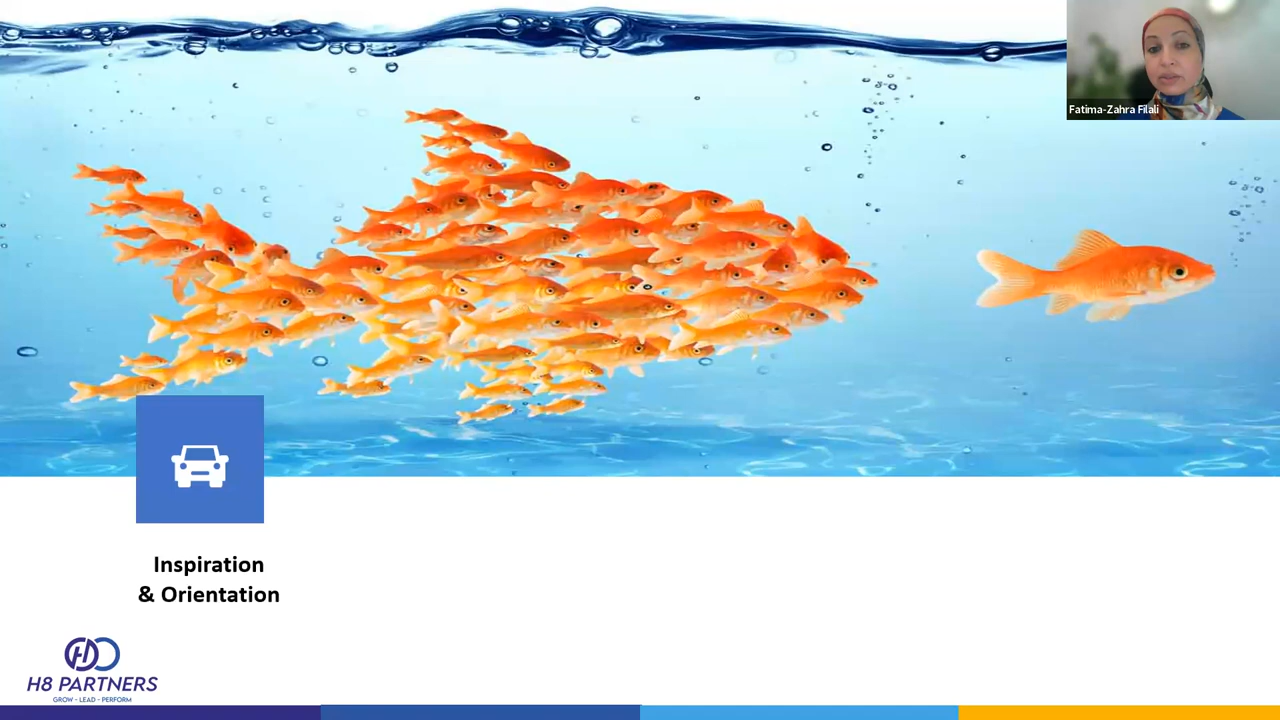 Fatima-Zahra Filali
Inspiration
& Orientation
H8 PARTNERS
GROW - LEAD - PERFORM